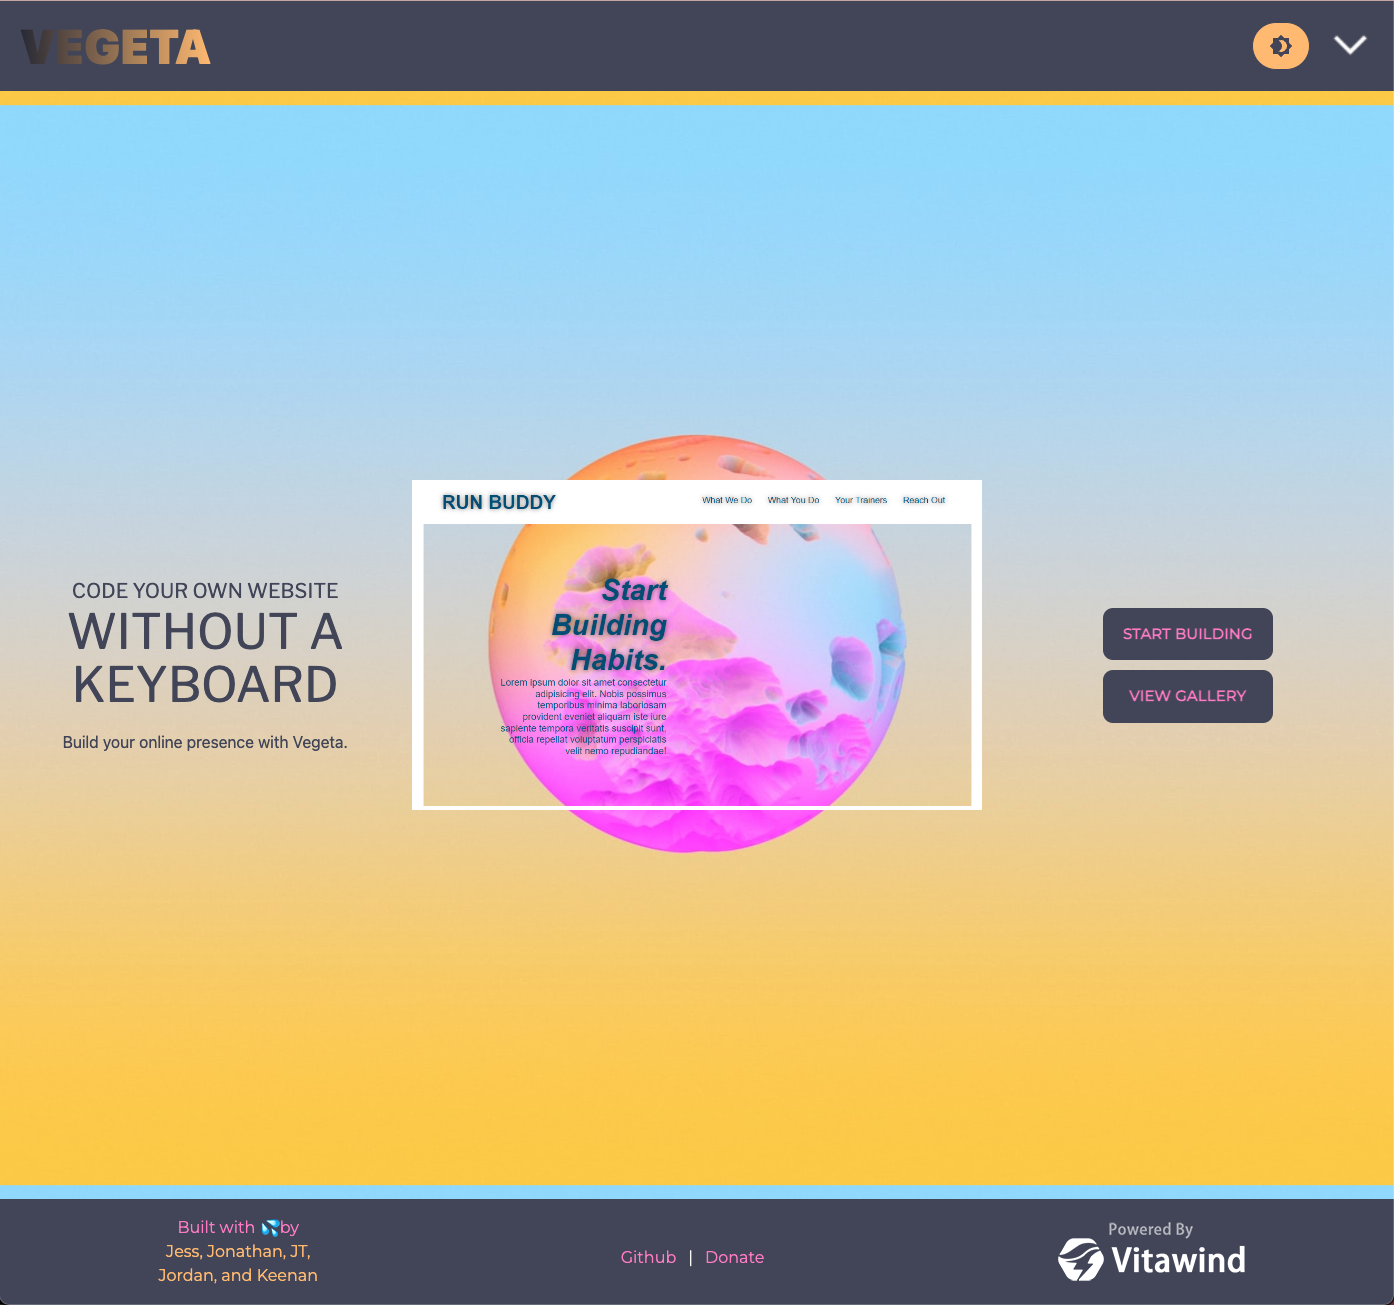 VEGETA
CODE YOUR OWN WEBSITE
WITHOUT A
KEYBOARD
Build your online presence with Vegeta.
RUN BUDDY
What We Do What You Do Your Trainers Reach Out
Start
Building
Habits.
Lorem ipsum dolor sit amet consectetur
adipisicing elit. Nobis possimus
temporibus minima laboriosam
provident eveniet aliquam iste iure
sapiente tempora veritatis suscipit sunt,
officia repellat voluptatum perspiciatis
velit nemo repudiandae!
START BUILDING
VIEW GALLERY
Built with 💦by
Jess, Jonathan, JT,
Jordan, and Keenan
Github | Donate
Powered By
Vitawind